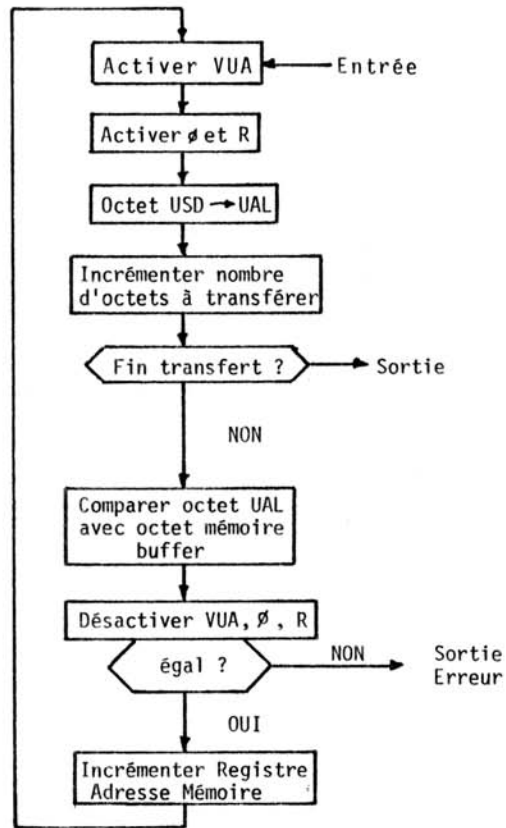 Activer VUA
Entrée
Activer ø et R
Octet USD → UAL
Incrémenter nombre
d'octets à transférer
Fin transfert ?
Sortie
NON
Comparer octet UAL
avec octet mémoire
buffer
Désactiver VUA, Ø, R
égal ?
NON
Sortie
Erreur
OUI
Incrémenter Registre
Adresse Mémoire